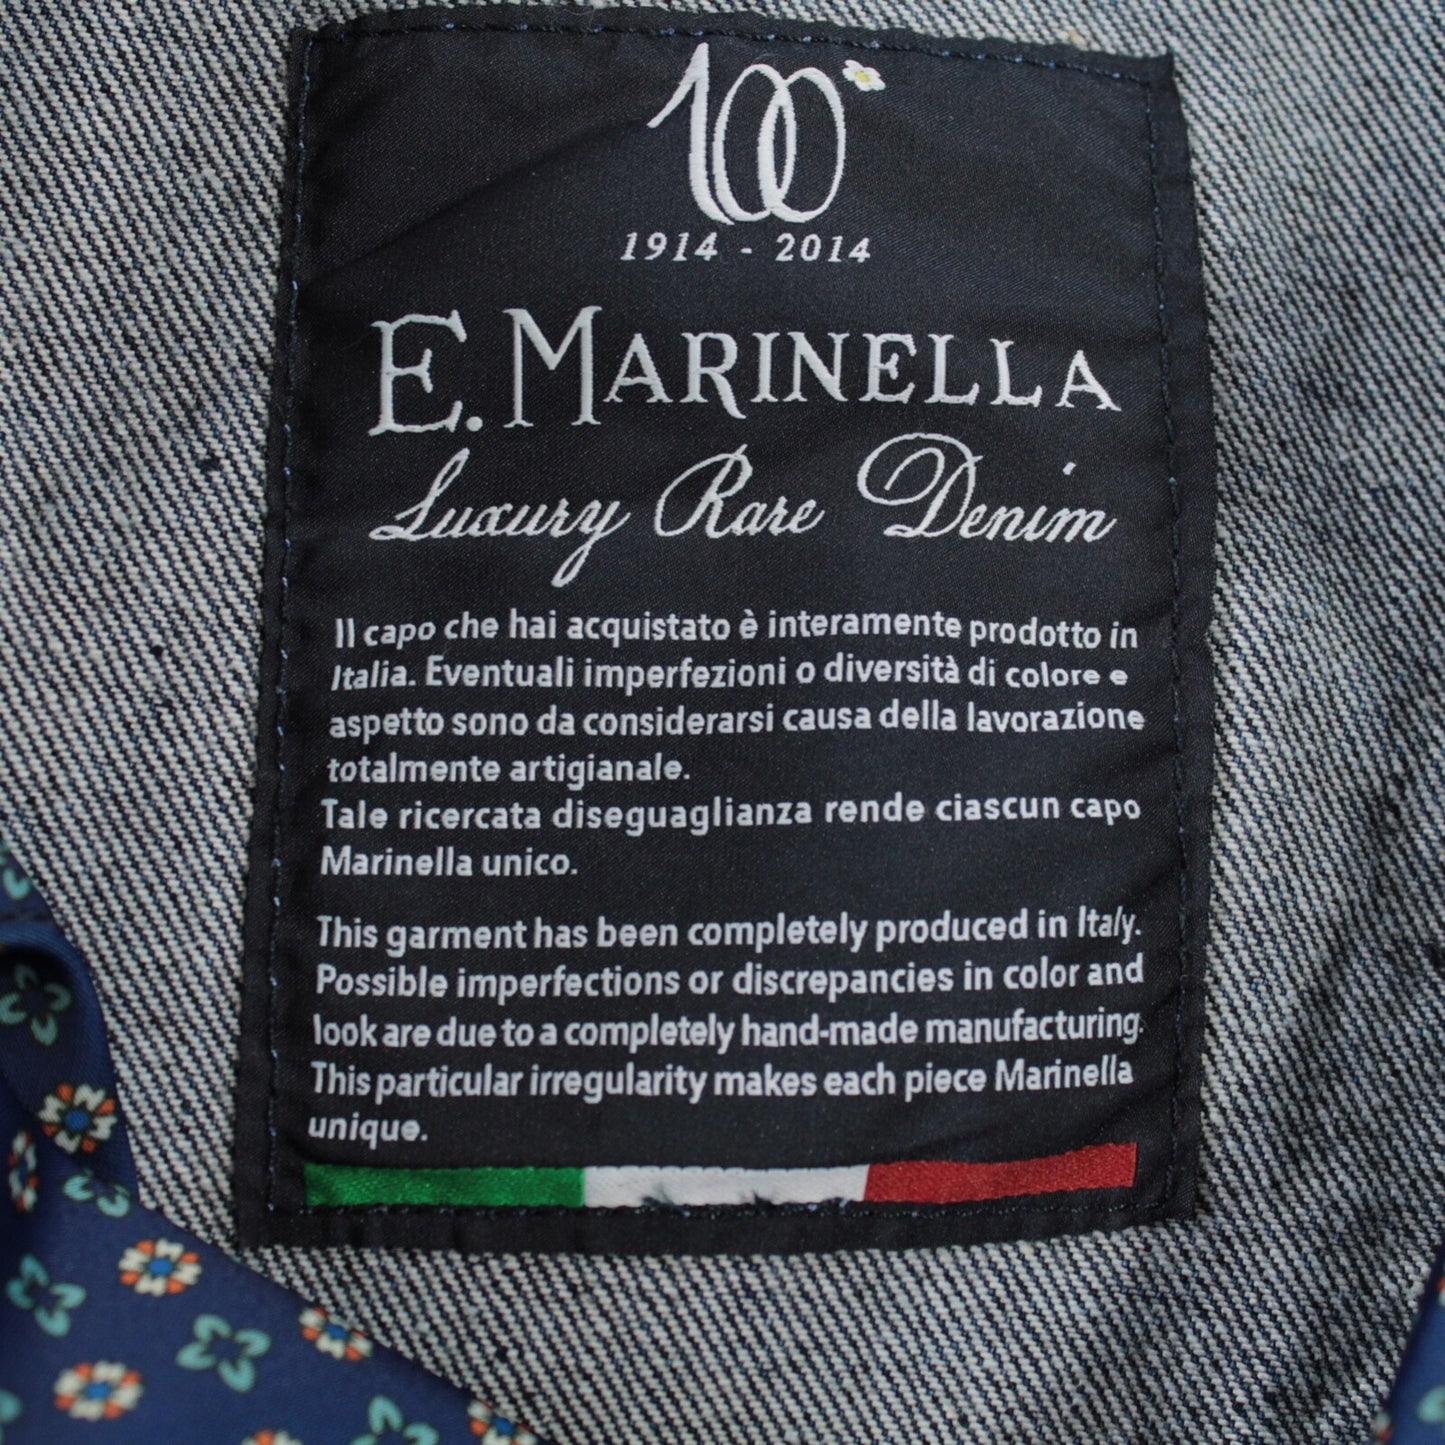 100
1914 - 2014
E. MARINELLA
Luxury Rare Denim
Il capo che hai acquistato è interamente prodotto in
Italia. Eventuali imperfezioni o diversità di colore e
aspetto sono da considerarsi causa della lavorazione
totalmente artigianale.
Tale ricercata diseguaglianza rende ciascun capo
Marinella unico.
This garment has been completely produced in Italy.
Possible imperfections or discrepancies in color and
look are due to a completely hand-made manufacturing.
This particular irregularity makes each piece Marinella
unique.